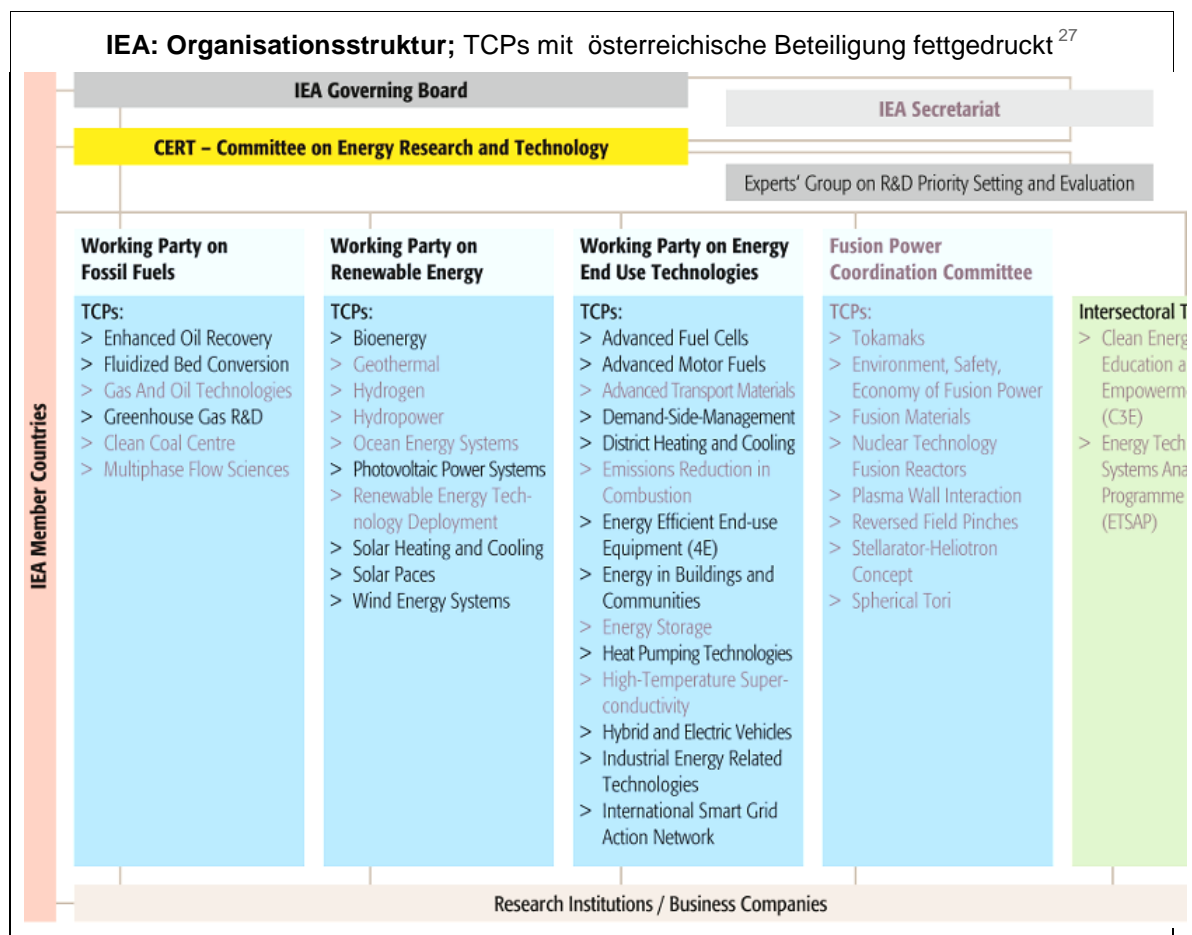 IEA: Organisationsstruktur; TCPs mit österreichische Beteiligung fettgedruckt 27
IEA Governing Board
IEA Secretariat
CERT – Committee on Energy Research and Technology
Experts' Group on R&D Priority Setting and Evaluation
IEA Member Countries
Working Party on
Fossil Fuels
TCPs:
> Enhanced Oil Recovery
> Fluidized Bed Conversion
> Gas And Oil Technologies
> Greenhouse Gas R&D
> Clean Coal Centre
> Multiphase Flow Sciences
Working Party on
Renewable Energy
TCPs:
> Bioenergy
> Geothermal
> Hydrogen
> Hydropower
> Ocean Energy Systems
> Photovoltaic Power Systems
> Renewable Energy Tech-
nology Deployment
> Solar Heating and Cooling
> Solar Paces
> Wind Energy Systems
Working Party on Energy
End Use Technologies
TCPs:
> Advanced Fuel Cells
> Advanced Motor Fuels
> Advanced Transport Materials
> Demand-Side-Management
> District Heating and Cooling
> Emissions Reduction in
Combustion
> Energy Efficient End-use
Equipment (4E)
> Energy in Buildings and
Communities
> Energy Storage
> Heat Pumping Technologies
> High-Temperature Super-
conductivity
> Hybrid and Electric Vehicles
> Industrial Energy Related
Technologies
> International Smart Grid
Action Network
Fusion Power
Coordination Committee
TCPs:
> Tokamaks
> Environment, Safety,
Economy of Fusion Power
> Fusion Materials
> Nuclear Technology
Fusion Reactors
> Plasma Wall Interaction
> Reversed Field Pinches
> Stellarator-Heliotron
Concept
> Spherical Tori
Intersectoral T
> Clean Energ
Education a
Empowerm
(C3E)
> Energy Tech
Systems Ana
Programme
(ETSAP)
Research Institutions / Business Companies